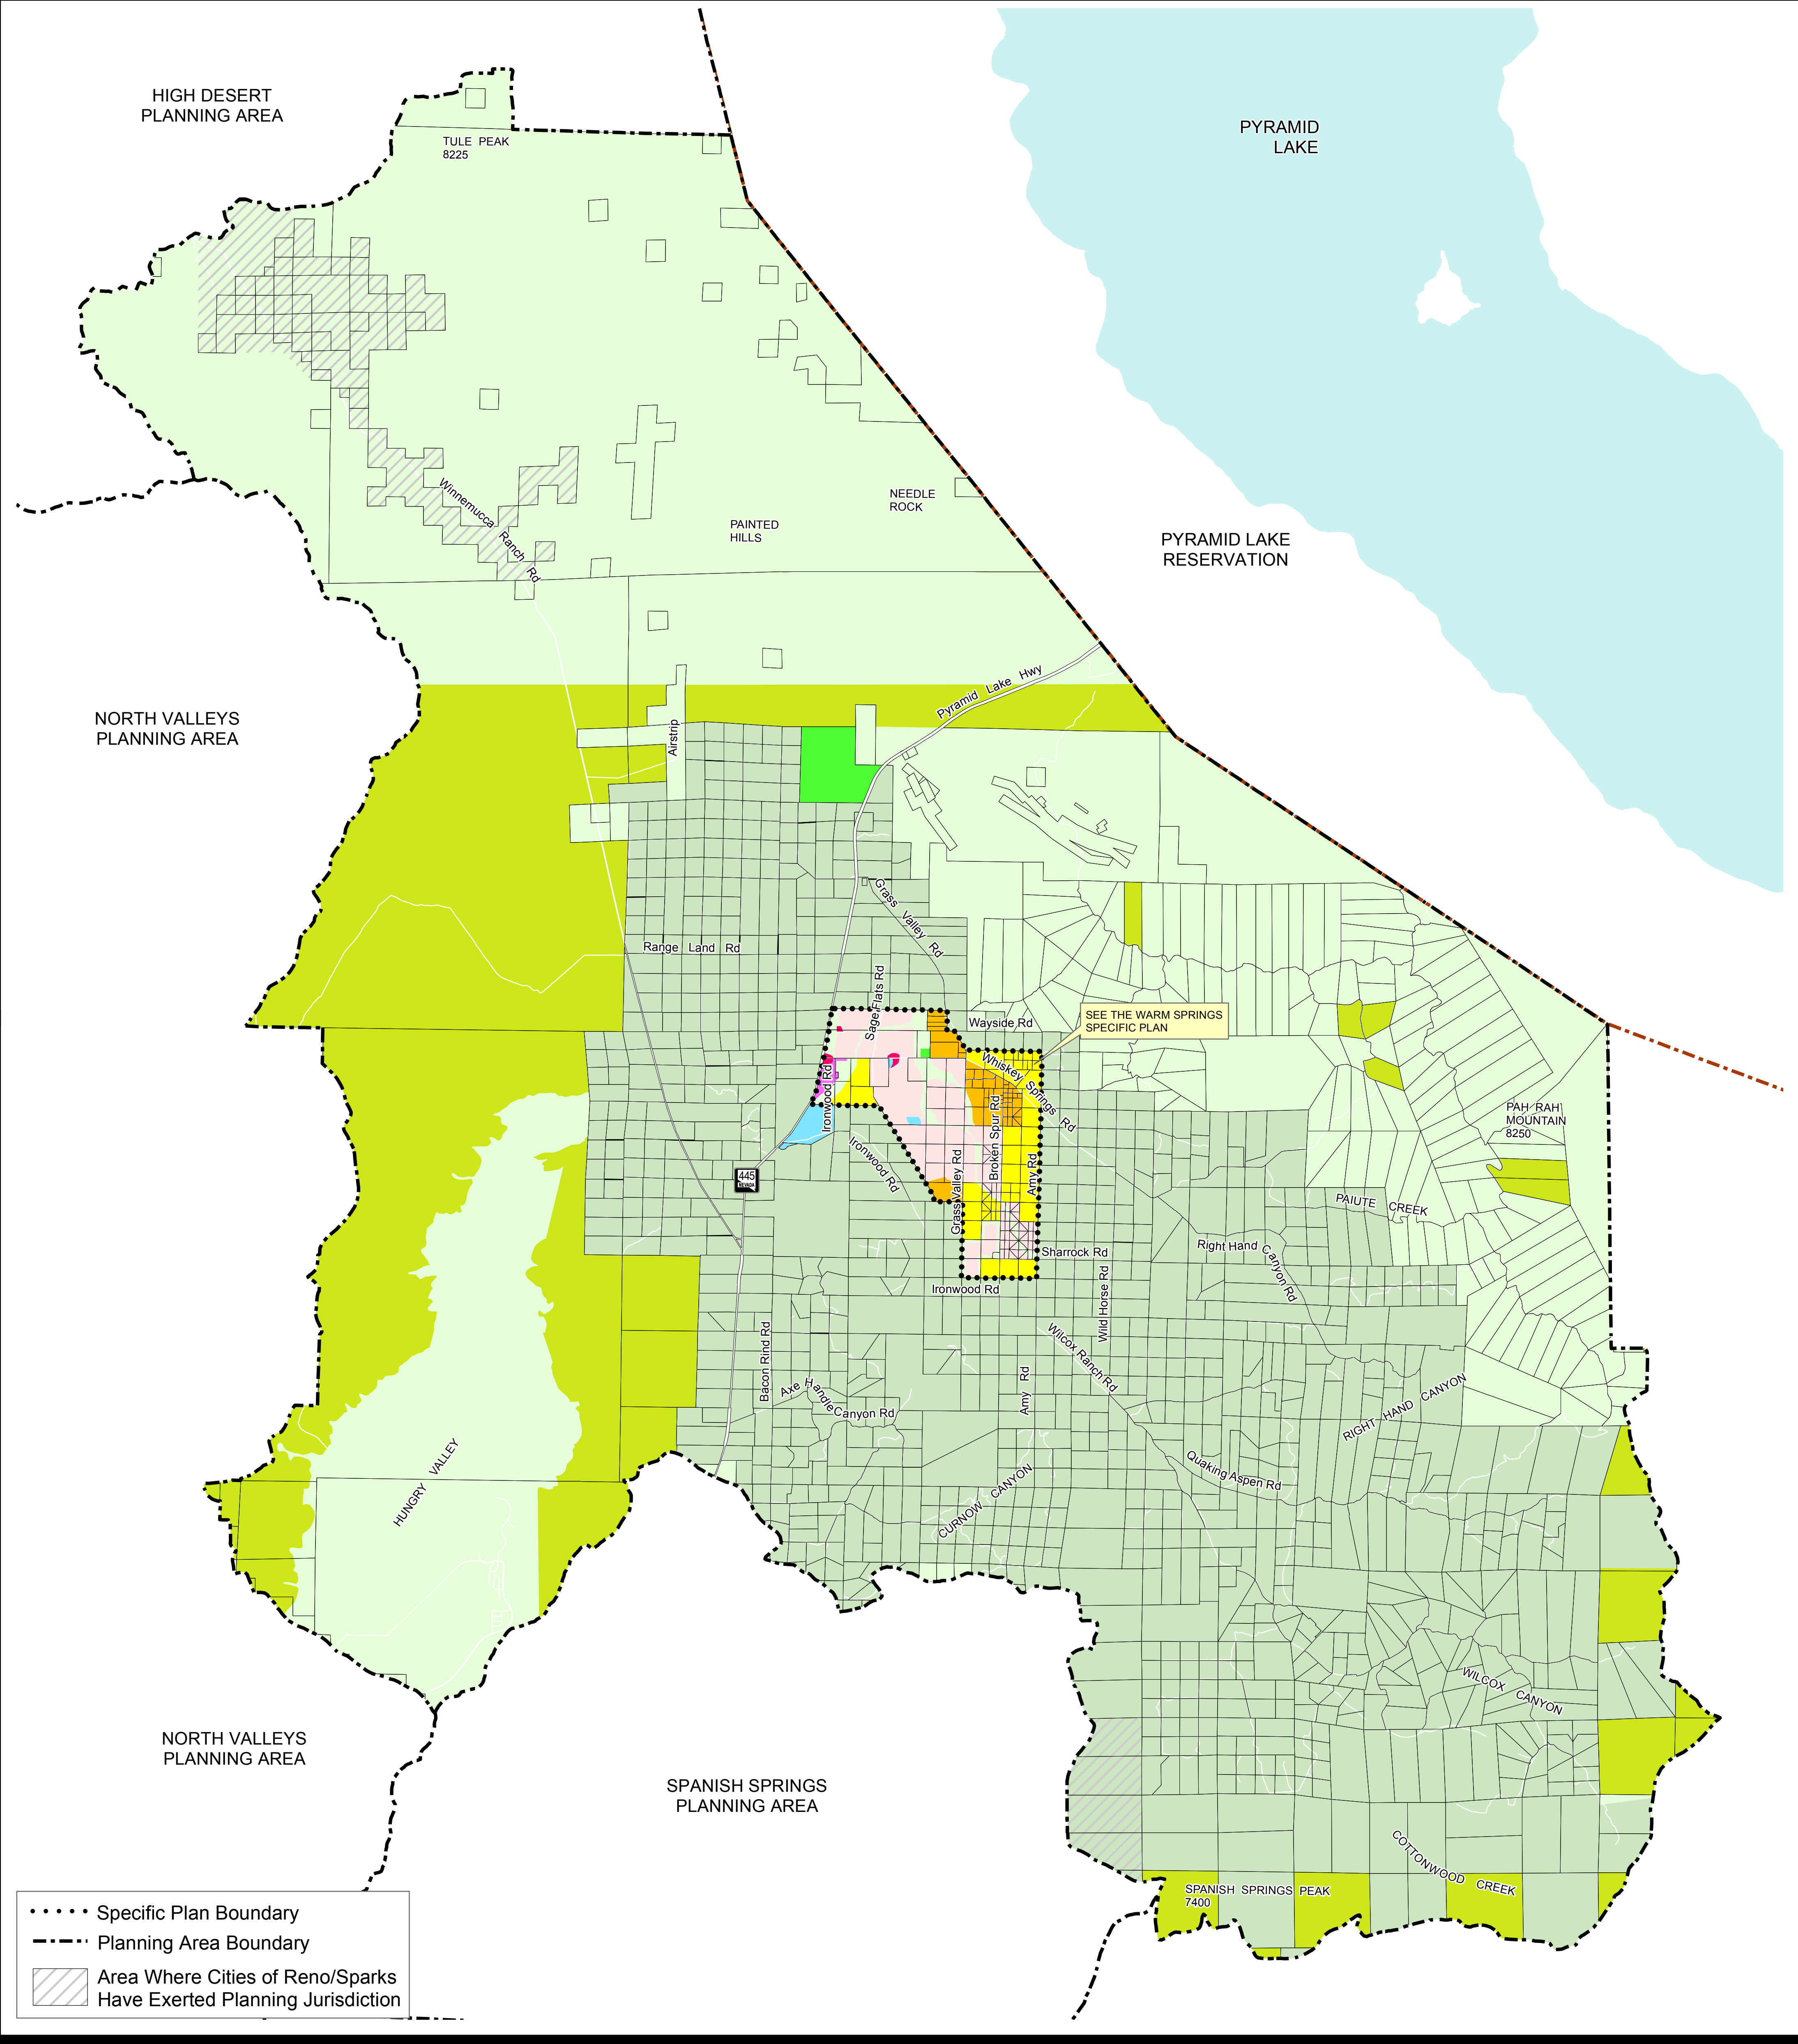 HIGH DESERT
PLANNING AREA
TULE PEAK
8225
PYRAMID
LAKE
Winnemucca Ranch Rd
PAINTED
HILLS
NEEDLE
ROCK
PYRAMID LAKE
RESERVATION
NORTH VALLEYS
PLANNING AREA
Airstrip
Pyramid Lake Hwy
Grass Valley Rd
Range Land Rd
Sage Flats Rd
Wayside Rd
SEE THE WARM SPRINGS
SPECIFIC PLAN
Whiskey Springs Rd
Ironwood Rd
Broken Spur Rd
PAH RAH
MOUNTAIN
8250
Ironwood Rd
445
NEVADA
Grass Valley Rd
Amy Rd
PAIUTE CREEK
Sharrock Rd
Right Hand Canyon Rd
Ironwood Rd
Wild Horse Rd
Bacon Rind Rd
Wilcox Ranch Rd
Axe Handle Canyon Rd
Amy Rd
RIGHT HAND CANYON
HUNGRY VALLEY
Quaking Aspen Rd
CURNOW CANYON
WILCOX CANYON
NORTH VALLEYS
PLANNING AREA
SPANISH SPRINGS
PLANNING AREA
COTTONWOOD CREEK
SPANISH SPRINGS PEAK
7400
Specific Plan Boundary
Planning Area Boundary
Area Where Cities of Reno/Sparks
Have Exerted Planning Jurisdiction